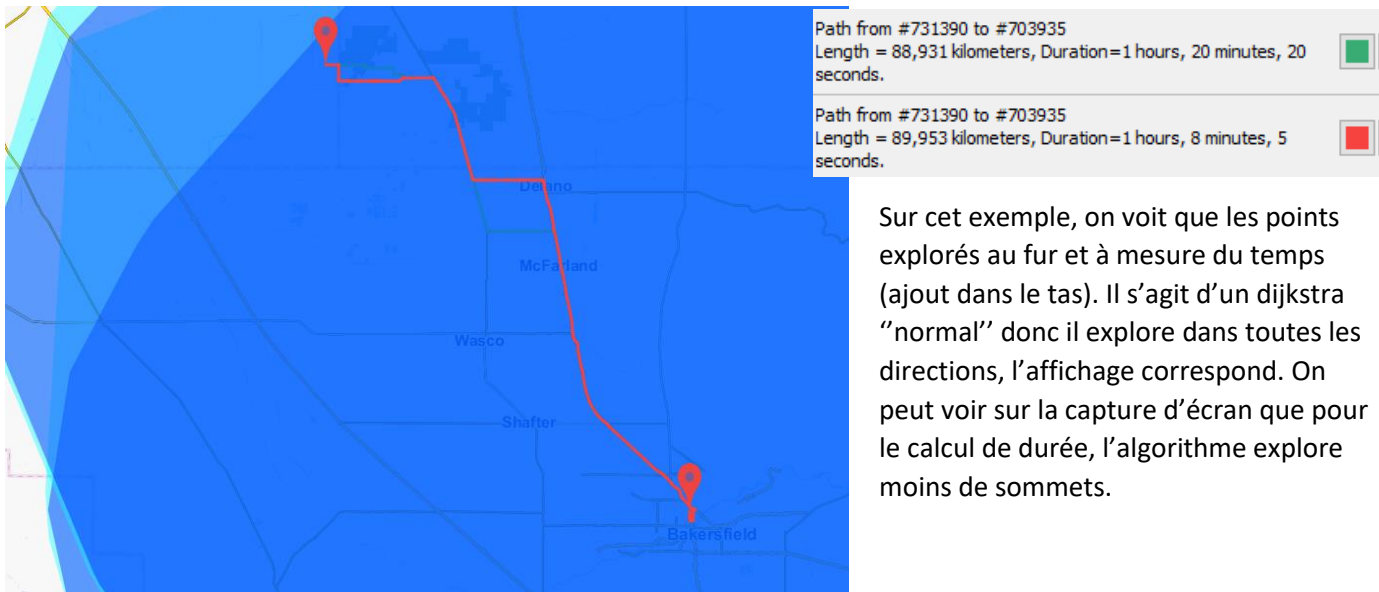 Path from #731390 to #703935
Length = 88,931 kilometers, Duration=1 hours, 20 minutes, 20
seconds.
Path from #731390 to #703935
Length = 89,953 kilometers, Duration=1 hours, 8 minutes, 5
seconds.
Delano
McFarland
Wasco
Shafter
Bakersfield
Sur cet exemple, on voit que les points
explorés au fur et à mesure du temps
(ajout dans le tas). Il s’agit d’un dijkstra
‘’normal’’ donc il explore dans toutes les
directions, l’affichage correspond. On
peut voir sur la capture d’écran que pour
le calcul de durée, l’algorithme explore
moins de sommets.